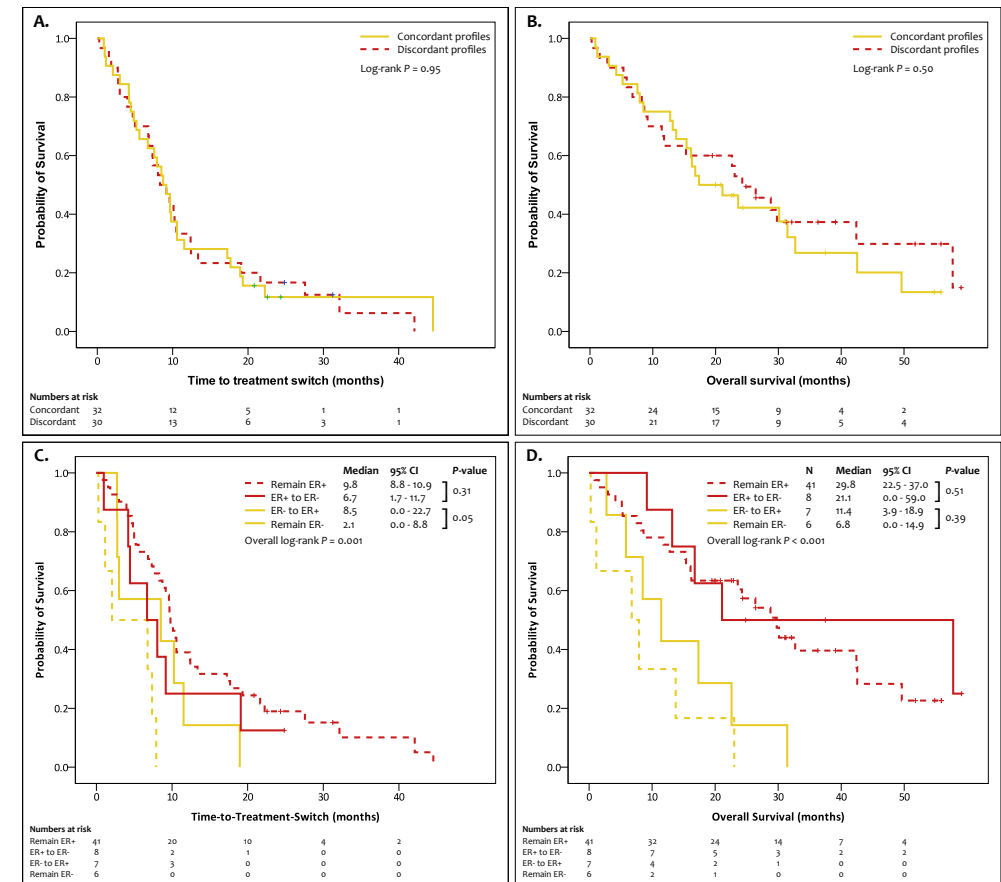 A.
Concordant profiles
Discordant profiles
Log-rank P = 0.95
Probability of Survival
1.0
0.8
0.6
0.4
0.2
0.0
0 10 20 30 40
Time to treatment switch (months)
Numbers at risk
Concordant 32 12 5 1 1
Discordant 30 13 6 3 1
B.
Concordant profiles
Discordant profiles
Log-rank P = 0.50
Probability of Survival
1.0
0.8
0.6
0.4
0.2
0.0
0 10 20 30 40 50
Overall survival (months)
Numbers at risk
Concordant 32 24 15 9 4 2
Discordant 30 21 17 9 5 4
C.
Median 95% CI P-value
Remain ER+ 9.8 8.8 - 10.9
ER+ to ER- 6.7 1.7 - 11.7
0.31
ER- to ER+ 8.5 0.0 - 22.7
Remain ER- 2.1 0.0 - 8.8
0.05
Overall log-rank P = 0.001
Probability of Survival
1.0
0.8
0.6
0.4
0.2
0.0
0 10 20 30 40
Time-to-Treatment-Switch (months)
Numbers at risk
Remain ER+ 41 20 10 4 2
ER+ to ER- 8 2 1 0 0
ER- to ER+ 7 3 0 0 0
Remain ER- 6 0 0 0 0
D.
N Median 95% CI P-value
Remain ER+ 41 29.8 22.5 - 37.0
ER+ to ER- 8 21.1 0.0 - 59.0
0.51
ER- to ER+ 7 11.4 3.9 - 18.9
Remain ER- 6 6.8 0.0 - 14.9
0.39
Overall log-rank P < 0.001
Probability of Survival
1.0
0.8
0.6
0.4
0.2
0.0
0 10 20 30 40 50
Overall Survival (months)
Numbers at risk
Remain ER+ 41 32 24 14 7 4
ER+ to ER- 8 7 5 3 2 2
ER- to ER+ 7 4 2 1 0 0
Remain ER- 6 2 1 0 0 0